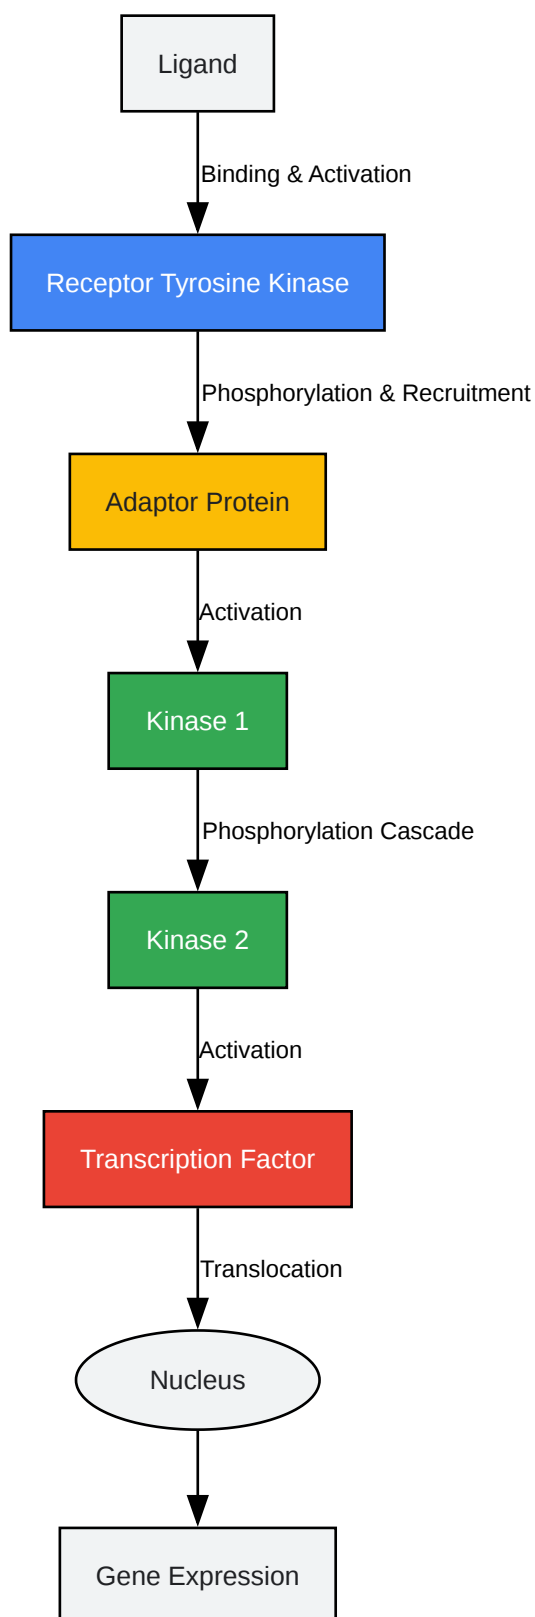 Ligand
Binding & Activation
Receptor Tyrosine Kinase
Phosphorylation & Recruitment
Adaptor Protein
Activation
Kinase 1
Phosphorylation Cascade
Kinase 2
Activation
Transcription Factor
Translocation
Nucleus
Gene Expression